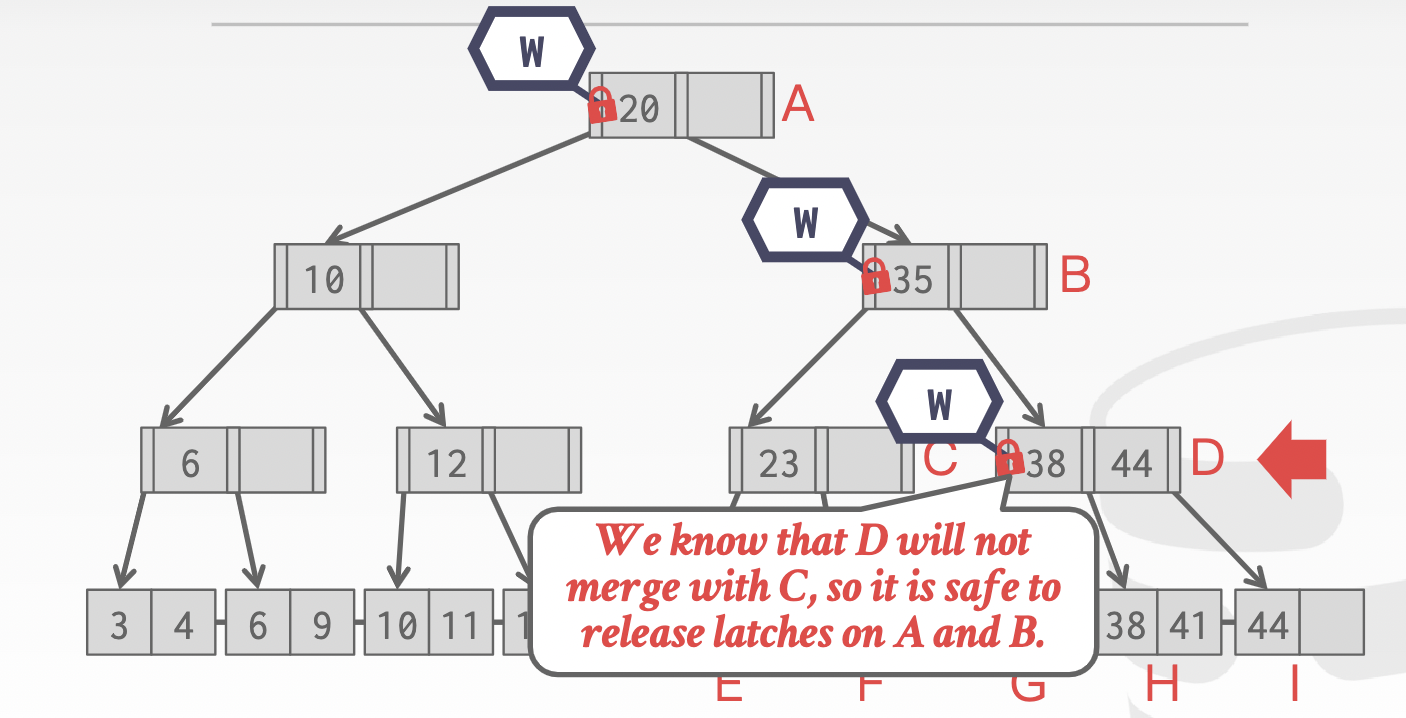 W
20
A
W
10
35
B
W
6
12
23
C
38 44
D
We know that D will not
merge with C, so it is safe to
release latches on A and B.
3 4 6 9 10 11 1
38 41 44
E F G H I